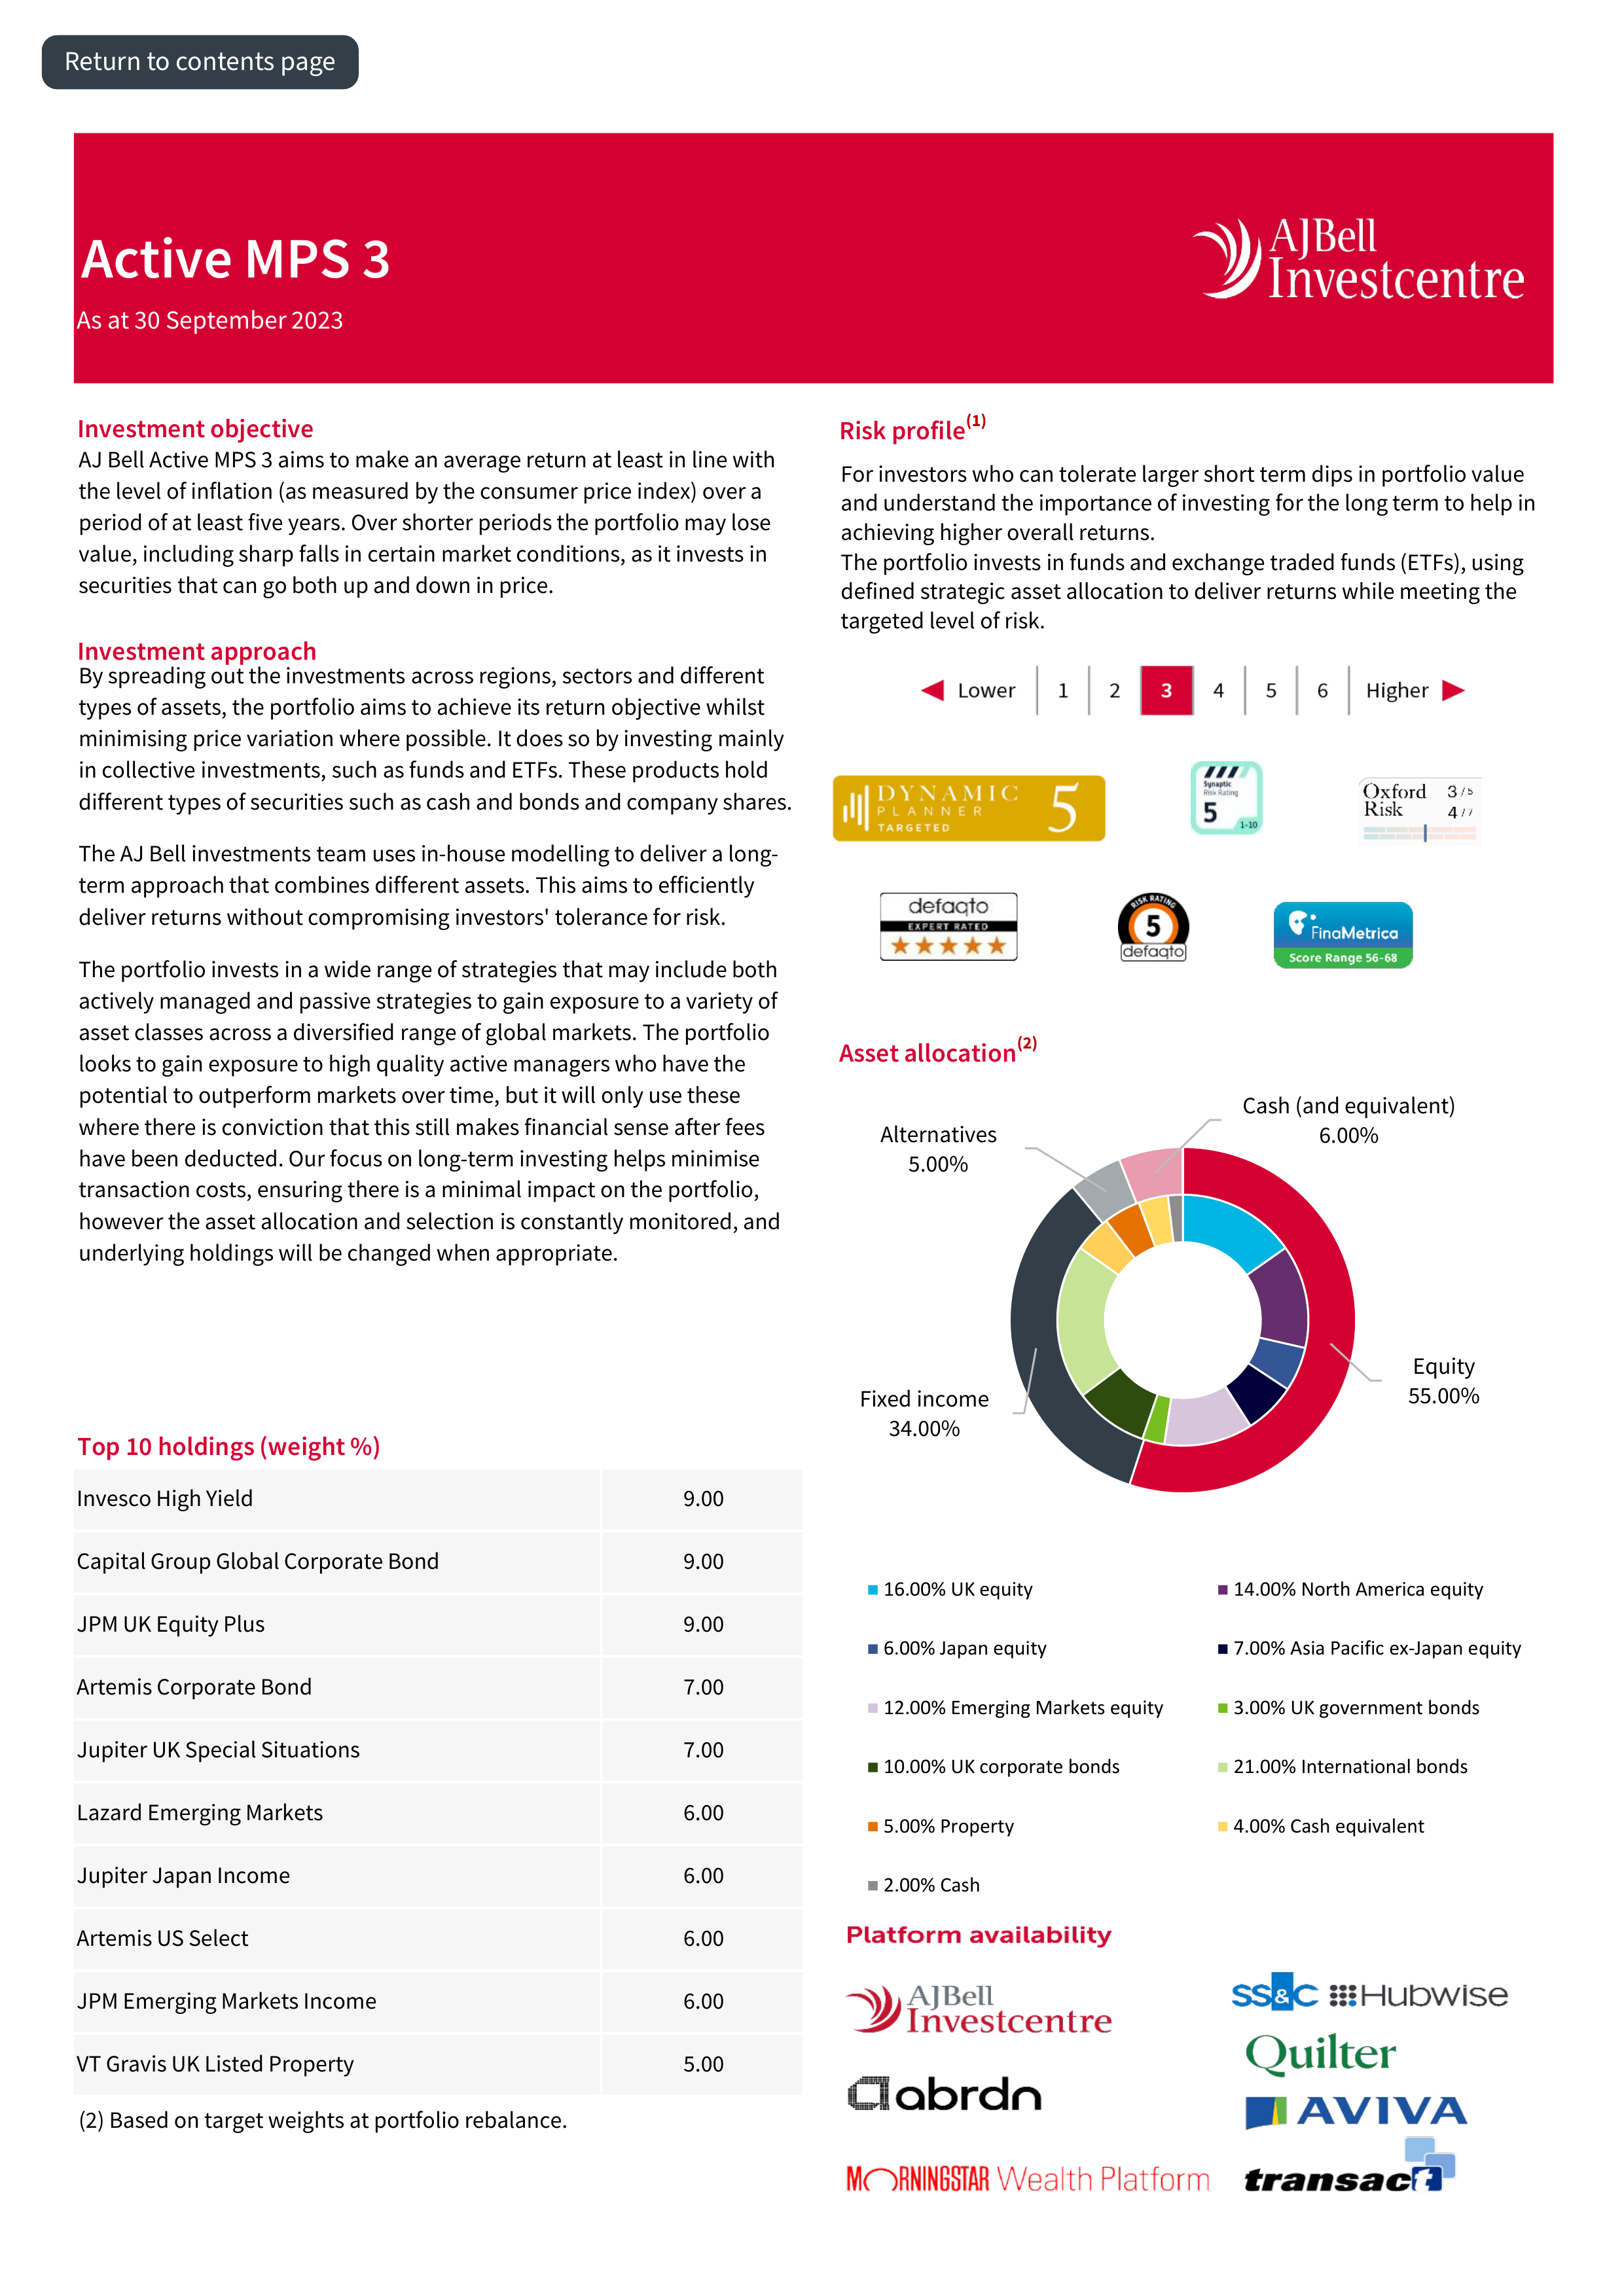 Return to contents page
Active MPS 3
As at 30 September 2023
AJBell
Investcentre
Investment objective
AJ Bell Active MPS 3 aims to make an average return at least in line with
the level of inflation (as measured by the consumer price index) over a
period of at least five years. Over shorter periods the portfolio may lose
value, including sharp falls in certain market conditions, as it invests in
securities that can go both up and down in price.
Investment approach
By spreading out the investments across regions, sectors and different
types of assets, the portfolio aims to achieve its return objective whilst
minimising price variation where possible. It does so by investing mainly
in collective investments, such as funds and ETFs. These products hold
different types of securities such as cash and bonds and company shares.
The AJ Bell investments team uses in-house modelling to deliver a long-
term approach that combines different assets. This aims to efficiently
deliver returns without compromising investors' tolerance for risk.
The portfolio invests in a wide range of strategies that may include both
actively managed and passive strategies to gain exposure to a variety of
asset classes across a diversified range of global markets. The portfolio
looks to gain exposure to high quality active managers who have the
potential to outperform markets over time, but it will only use these
where there is conviction that this still makes financial sense after fees
have been deducted. Our focus on long-term investing helps minimise
transaction costs, ensuring there is a minimal impact on the portfolio,
however the asset allocation and selection is constantly monitored, and
underlying holdings will be changed when appropriate.
Top 10 holdings (weight %)
Invesco High Yield 9.00
Capital Group Global Corporate Bond 9.00
JPM UK Equity Plus 9.00
Artemis Corporate Bond 7.00
Jupiter UK Special Situations 7.00
Lazard Emerging Markets 6.00
Jupiter Japan Income 6.00
Artemis US Select 6.00
JPM Emerging Markets Income 6.00
VT Gravis UK Listed Property 5.00
(2) Based on target weights at portfolio rebalance.
Risk profile(1)
For investors who can tolerate larger short term dips in portfolio value
and understand the importance of investing for the long term to help in
achieving higher overall returns.
The portfolio invests in funds and exchange traded funds (ETFs), using
defined strategic asset allocation to deliver returns while meeting the
targeted level of risk.
Lower 1 2 3 4 5 6 Higher
DYNAMIC
PLANNER
TARGETED
5
Synaptic
Risk Rating
5
1-10
Oxford 3/5
Risk 4/7
defaqto
EXPERT RATED
RISK RATING
5
defaqto
FinaMetrica
Score Range 56-68
Asset allocation(2)
Cash (and equivalent)
6.00%
Alternatives
5.00%
Equity
55.00%
Fixed income
34.00%
16.00% UK equity
14.00% North America equity
6.00% Japan equity
7.00% Asia Pacific ex-Japan equity
12.00% Emerging Markets equity
3.00% UK government bonds
10.00% UK corporate bonds
21.00% International bonds
5.00% Property
4.00% Cash equivalent
2.00% Cash
Platform availability
AJBell
Investcentre
SS&C Hubwise
Quilter
abrdn
AVIVA
MORNINGSTAR Wealth Platform
transact